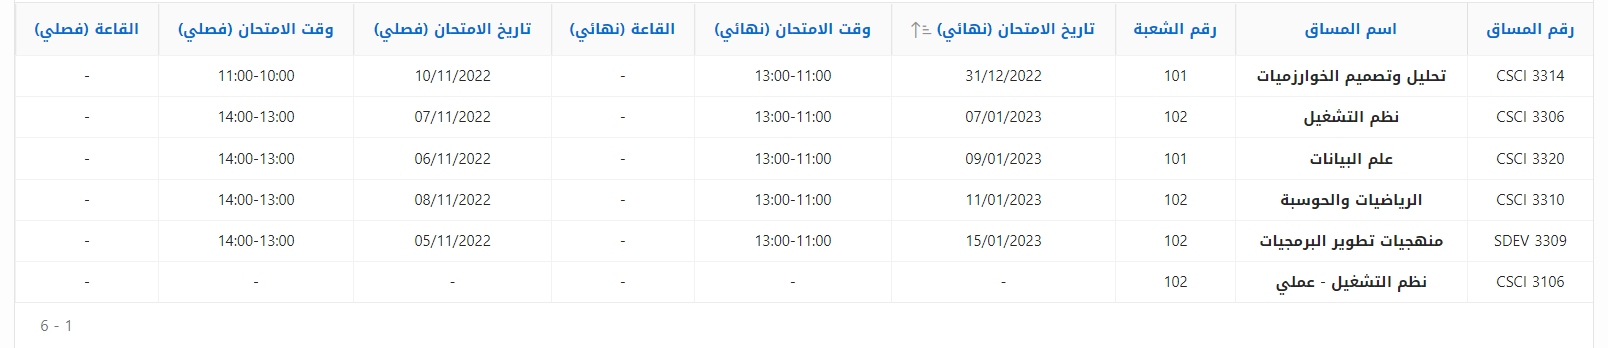 رقم المساق اسم المساق رقم الشعبة تاريخ الامتحان (نهائي) وقت الامتحان (نهائي) القاعة (نهائي) تاريخ الامتحان (فصلي) وقت الامتحان (فصلي) القاعة (فصلي)
CSCI 3314 تحليل وتصميم الخوارزميات 101 31/12/2022 13:00-11:00 - 10/11/2022 11:00-10:00 -
CSCI 3306 نظم التشغيل 102 07/01/2023 13:00-11:00 - 07/11/2022 14:00-13:00 -
CSCI 3320 علم البيانات 101 09/01/2023 13:00-11:00 - 06/11/2022 14:00-13:00 -
CSCI 3310 الرياضيات والحوسبة 102 11/01/2023 13:00-11:00 - 08/11/2022 14:00-13:00 -
SDEV 3309 منهجيات تطوير البرمجيات 102 15/01/2023 13:00-11:00 - 05/11/2022 14:00-13:00 -
CSCI 3106 نظم التشغيل - عملي 102 - - - - - -
6 - 1